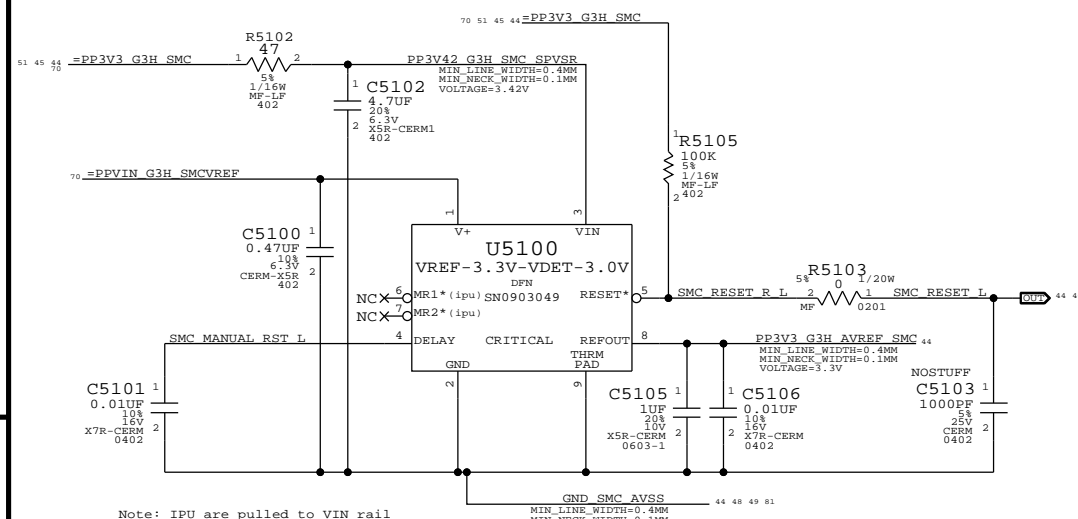 70 51 45 44 =PP3V3_G3H_SMC
R5102
47
51 45 44
70
=PP3V3_G3H_SMC
1 2
5%
1/16W
MF-LF
402
PP3V42_G3H_SMC_SPVSR
MIN_LINE_WIDTH=0.4MM
MIN_NECK_WIDTH=0.1MM
VOLTAGE=3.42V
1
C5102
4.7UF
20%
6.3V
X5R-CERM1
402
2
1
R5105
100K
5%
1/16W
MF-LF
402
2
70 =PPVIN_G3H_SMCVREF
C5100
0.47UF
10%
6.3V
CERM-X5R
402
1
2
1
3
V+
VIN
U5100
VREF-3.3V-VDET-3.0V
DFN
SN0903049
CRITICAL
NC
6
MR1*(ipu)
NC
7
MR2*(ipu)
RESET*
5
SMC_RESET_R_L
R5103
5%
0
1/20W
2 1
MF
0201
SMC_RESET_L
OUT
44 4
SMC_MANUAL_RST_L
4
DELAY
REFOUT
8
PP3V3_G3H_AVREF_SMC 44
MIN_LINE_WIDTH=0.4MM
MIN_NECK_WIDTH=0.1MM
VOLTAGE=3.3V
GND
THRM
PAD
2
9
C5101
0.01UF
10%
16V
X7R-CERM
0402
1
2
C5105
1UF
20%
10V
X5R-CERM
0603-1
1
2
1
C5106
0.01UF
10%
16V
X7R-CERM
0402
2
NOSTUFF
C5103
1000PF
5%
25V
CERM
0402
1
2
GND_SMC_AVSS
44 48 49 81
MIN_LINE_WIDTH=0.4MM
Note: IPU are pulled to VIN rail